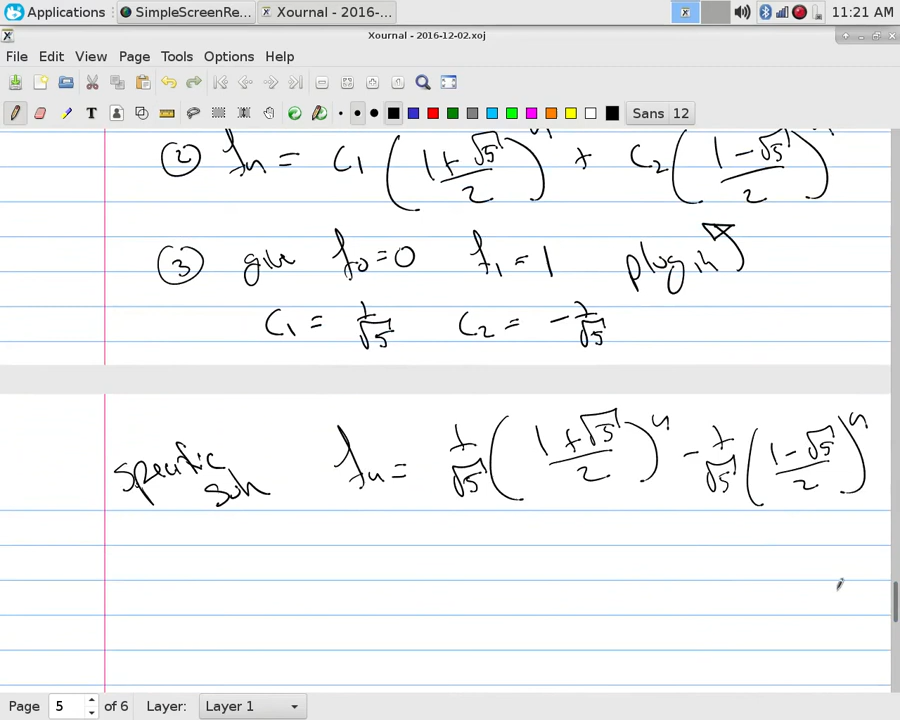 Applications SimpleScreenRe... Xournal - 2016-... 11:21 AM
Xournal - 2016-12-02.xoj
File Edit View Page Tools Options Help
T Sans 12
② fn = C1 (1+√5/2)^n + C2 (1-√5/2)^n
③ give f0=0 f1=1 plug in
C1 = 1/√5 C2 = -1/√5
specific fn = 1/√5 (1+√5/2)^n - 1/√5 (1-√5/2)^n
soln
Page 5 of 6 Layer: Layer 1